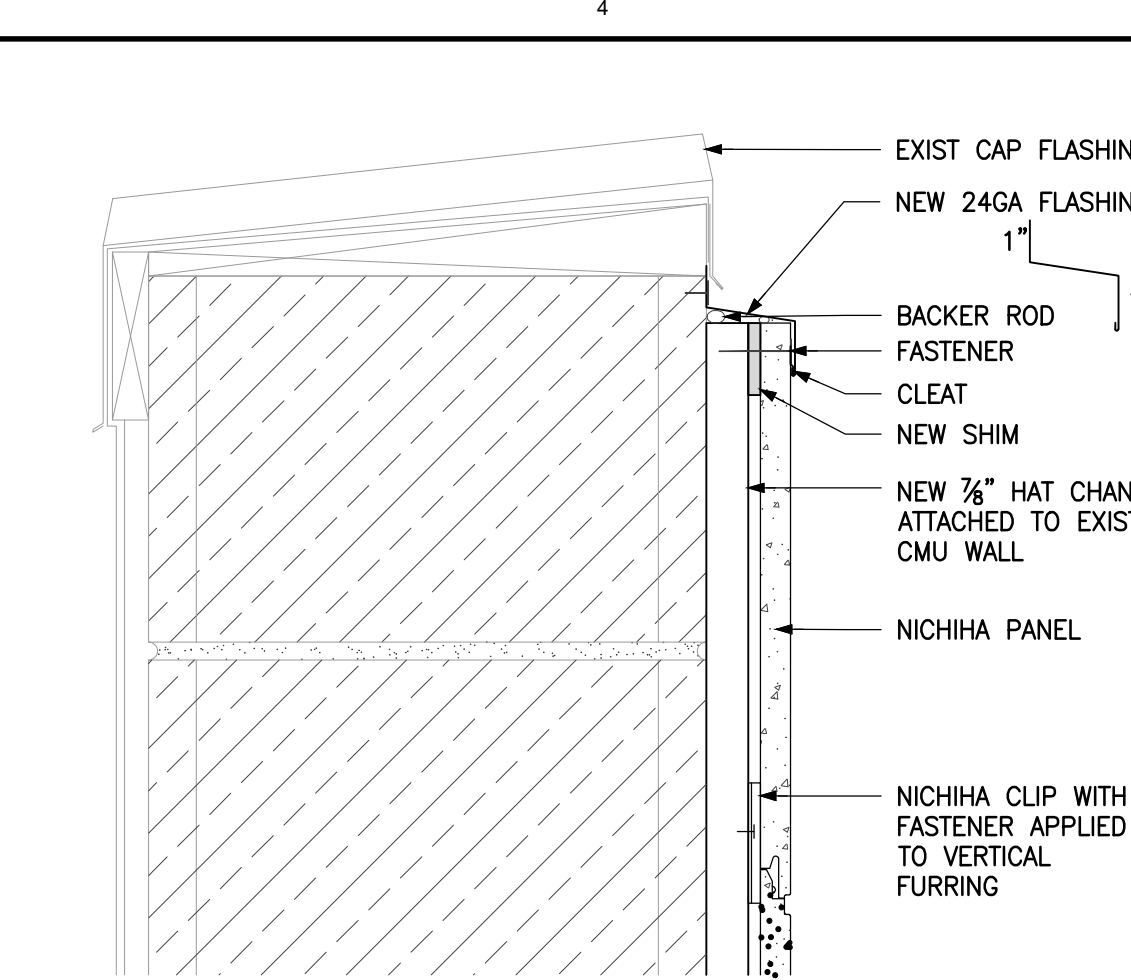 4
EXIST CAP FLASHIN
NEW 24GA FLASHIN
1"
BACKER ROD
FASTENER
CLEAT
NEW SHIM
NEW ⅞" HAT CHAN
ATTACHED TO EXIST
CMU WALL
NICHIHA PANEL
NICHIHA CLIP WITH
FASTENER APPLIED
TO VERTICAL
FURRING